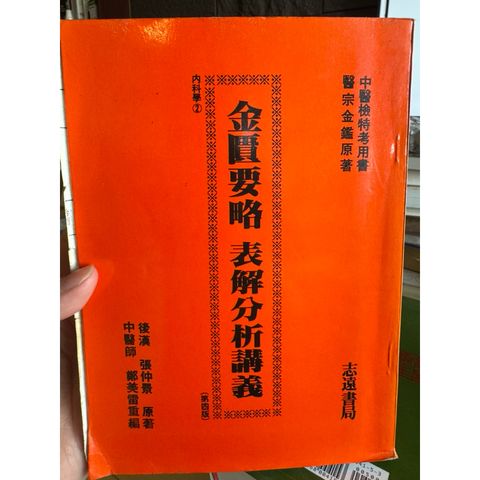 中醫檢特考用書
醫宗金鑑原著
金匱要略 表解分析講義
(第四版)
內科學②
後漢 張仲景 原著
中醫師 鄭美雷重編
志遠書局